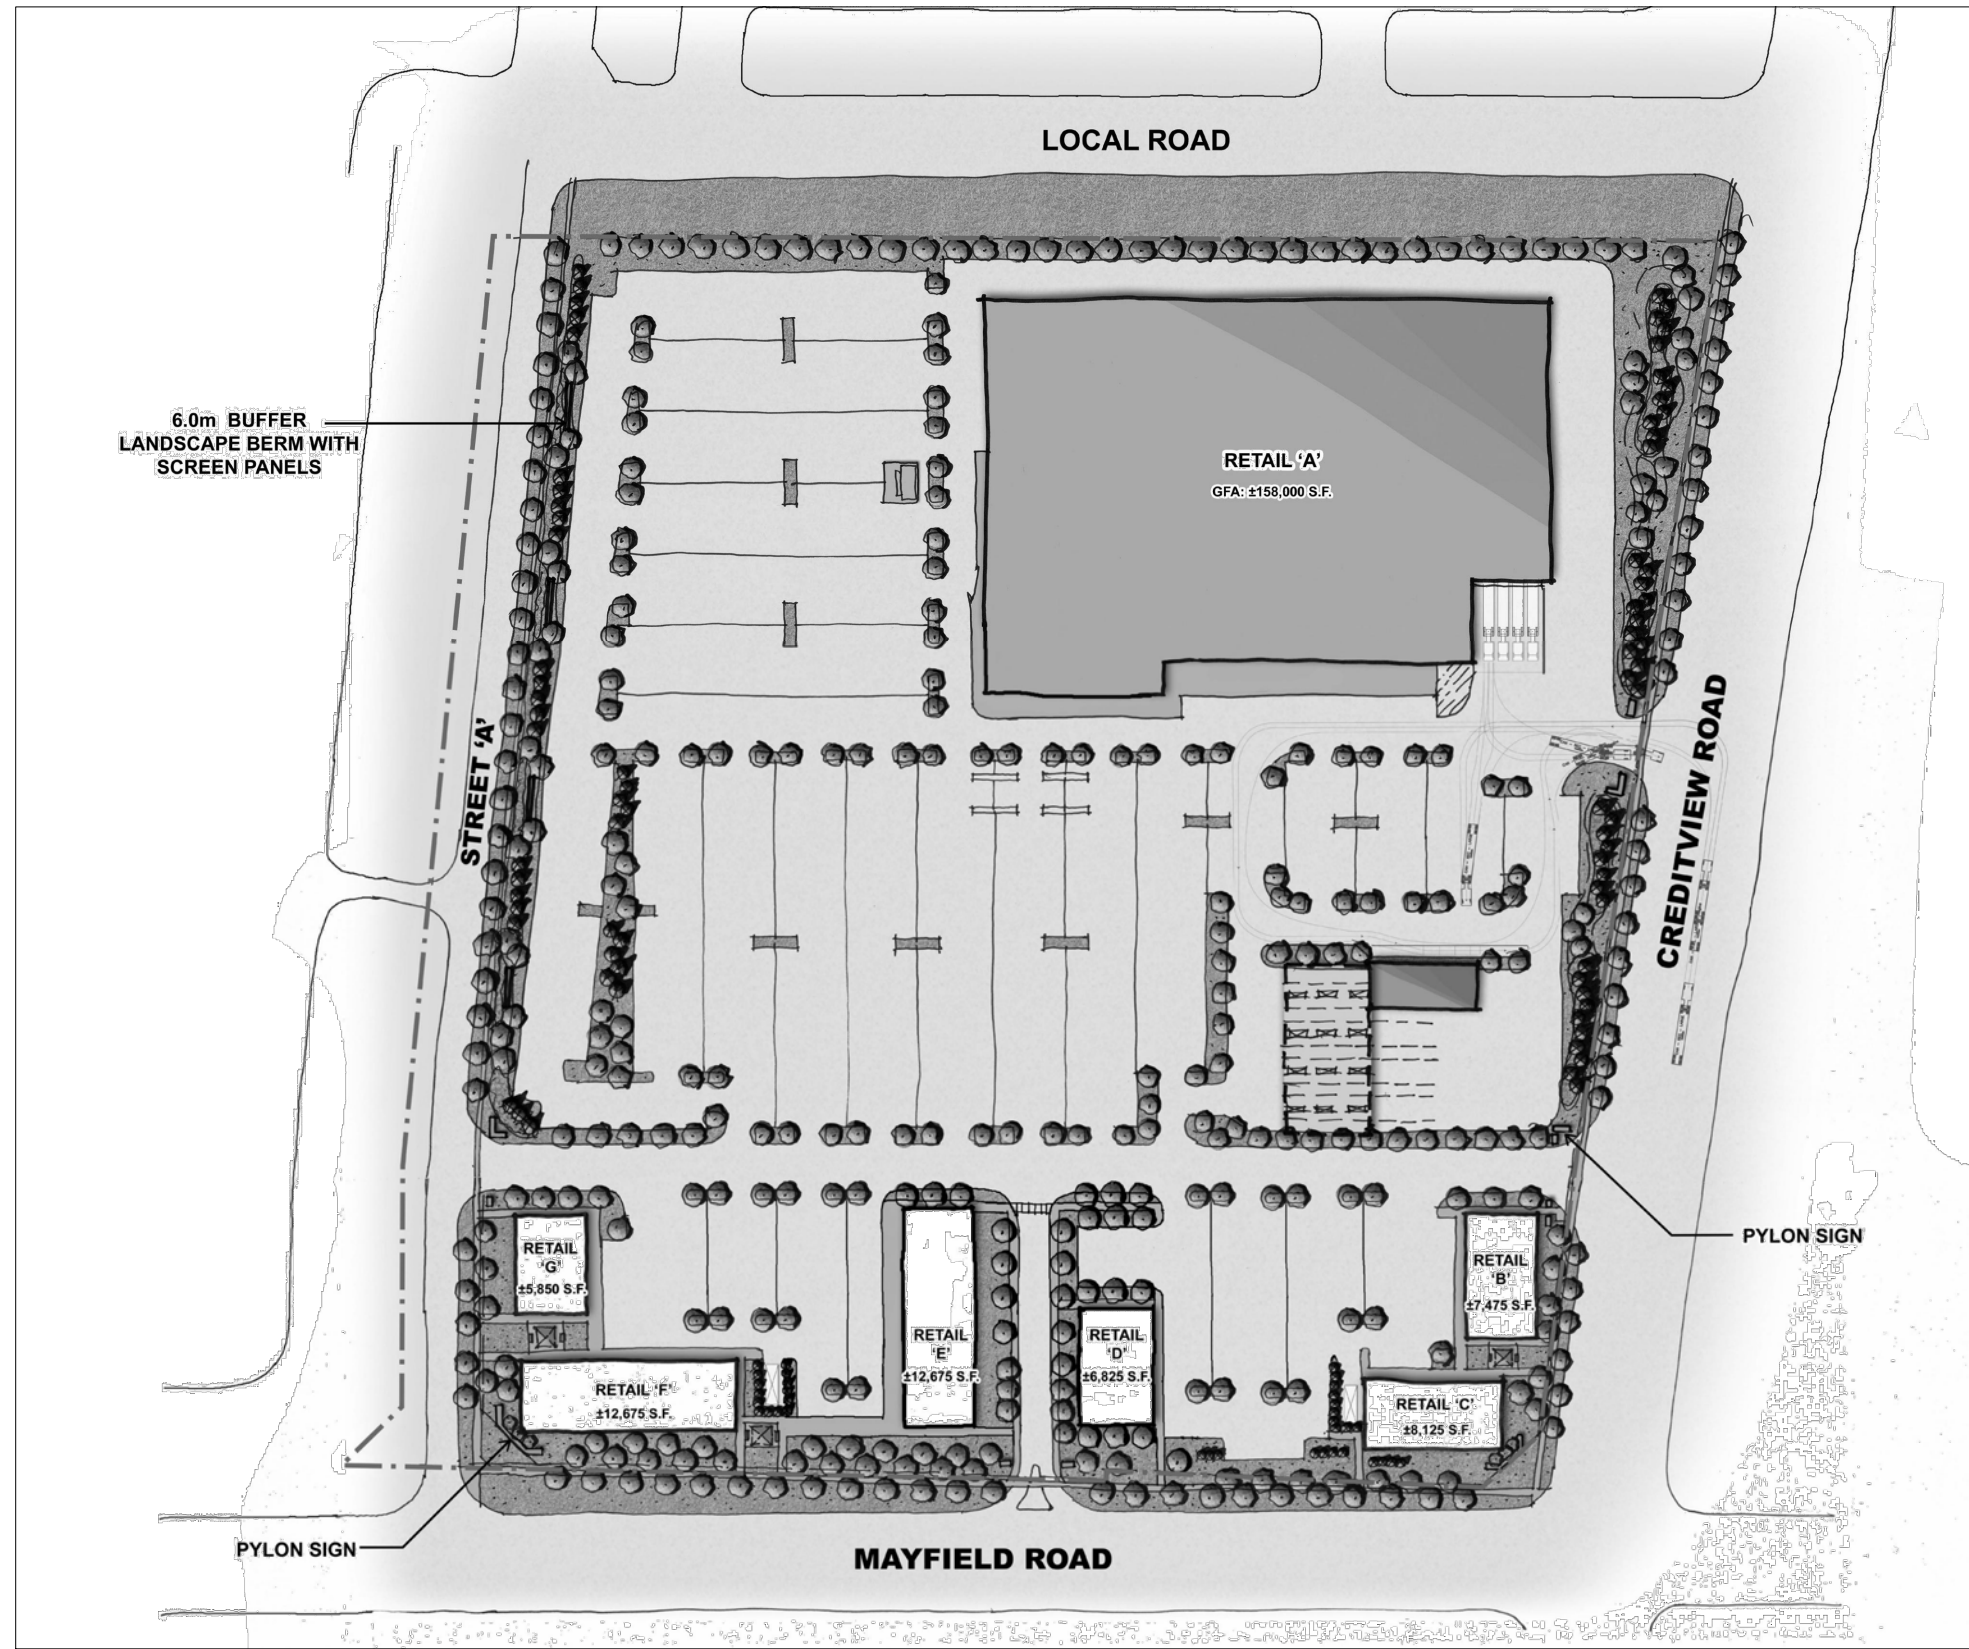 LOCAL ROAD
6.0m BUFFER
LANDSCAPE BERM WITH
SCREEN PANELS
RETAIL ‘A’
GFA: ±158,000 S.F.
STREET ‘A’
CREDITVIEW ROAD
PYLON SIGN
RETAIL
‘G’
±5,850 S.F.
RETAIL
‘B’
±7,475 S.F.
RETAIL
‘E’
±12,675 S.F.
RETAIL
‘D’
±6,825 S.F.
RETAIL ‘F’
±12,675 S.F.
RETAIL ‘C’
±8,125 S.F.
PYLON SIGN
MAYFIELD ROAD